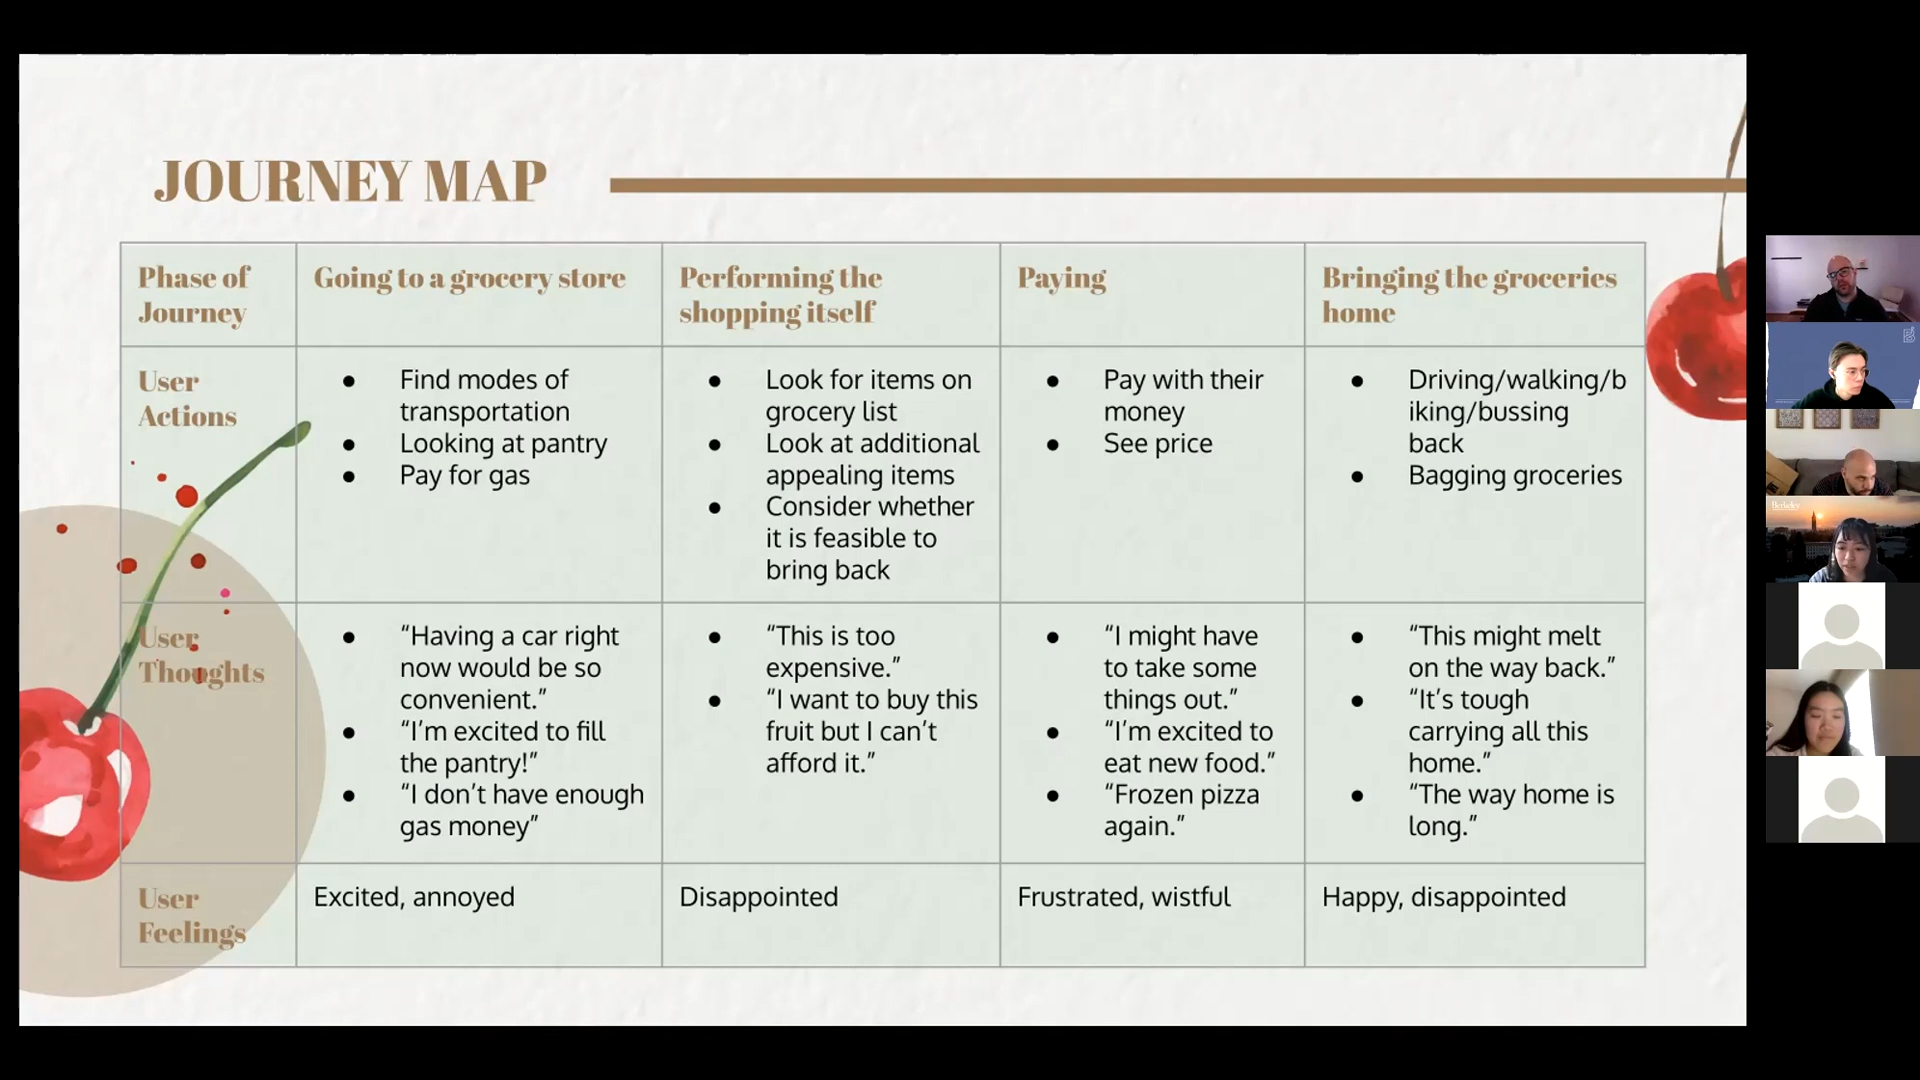 JOURNEY MAP
Phase of
Journey
Going to a grocery store
Performing the
shopping itself
Paying
Bringing the groceries
home
User
Actions
● Find modes of
transportation
● Looking at pantry
● Pay for gas
● Look for items on
grocery list
● Look at additional
appealing items
● Consider whether
it is feasible to
bring back
● Pay with their
money
● See price
● Driving/walking/b
iking/bussing
back
● Bagging groceries
User
Thoughts
● “Having a car right
now would be so
convenient.”
● “I’m excited to fill
the pantry!”
● “I don’t have enough
gas money”
● “This is too
expensive.”
● “I want to buy this
fruit but I can’t
afford it.”
● “I might have
to take some
things out.”
● “I’m excited to
eat new food.”
● “Frozen pizza
again.”
● “This might melt
on the way back.”
● “It’s tough
carrying all this
home.”
● “The way home is
long.”
User
Feelings
Excited, annoyed
Disappointed
Frustrated, wistful
Happy, disappointed
Berkeley